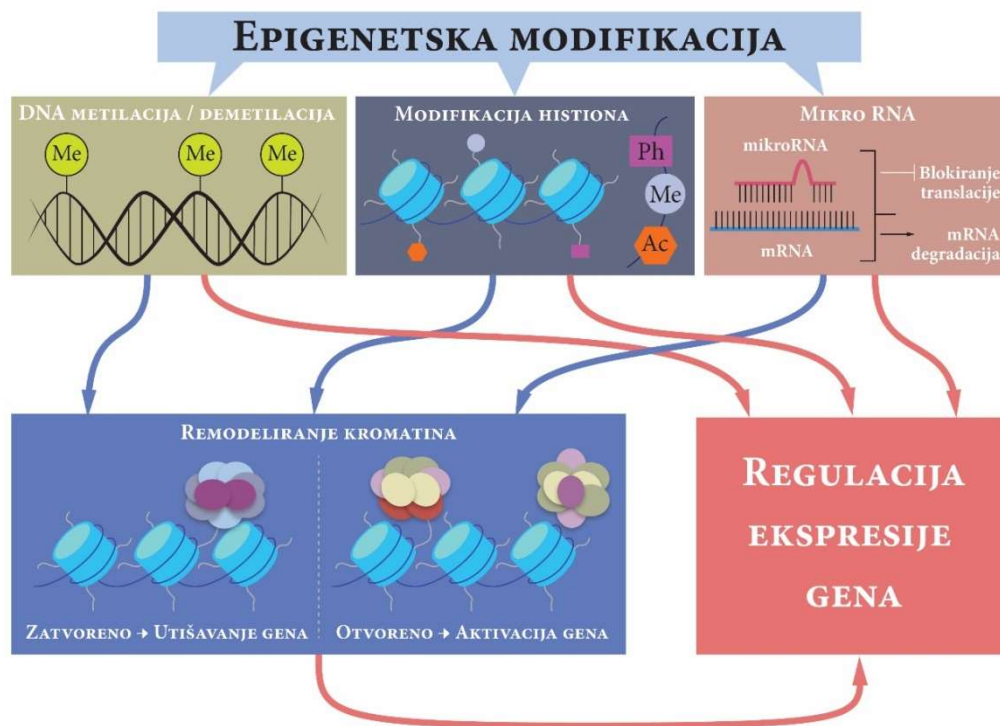 EPIGENETSKA MODIFIKACIJA
DNA METILACIJA / DEMETILACIJA
Me
Me
Me
MODIFIKACIJA HISTIONA
Ph
Me
Ac
MIKRO RNA
mikroRNA
Blokiranje
translacije
mRNA
mRNA
degradacija
REMODELIRANJE KROMATINA
ZATVORENO → UTIŠAVANJE GENA
OTVORENO → AKTIVACIJA GENA
REGULACIJA
EKSPRESIJE
GENA